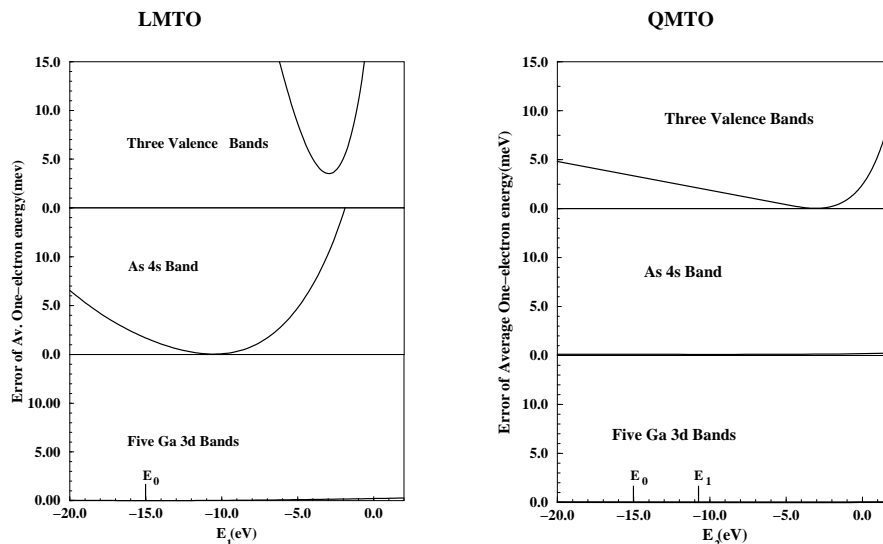 LMTO
QMTO
Error of Av. One−elctron energy(mev)
15.0
10.0
5.0
0.0
10.0
5.0
0.0
10.00
5.00
0.00
Three Valence Bands
As 4s Band
Five Ga 3d Bands
E0
−20.0 −15.0 −10.0 −5.0 0.0
E1(eV)
Error of Average One−electron energy(meV)
15.0
10.0
5.0
0.0
10.0
5.0
0.0
10.0
5.0
0.0
Three Valence Bands
As 4s Band
Five Ga 3d Bands
E0 E1
−20.0 −15.0 −10.0 −5.0 0.0
E2(eV)